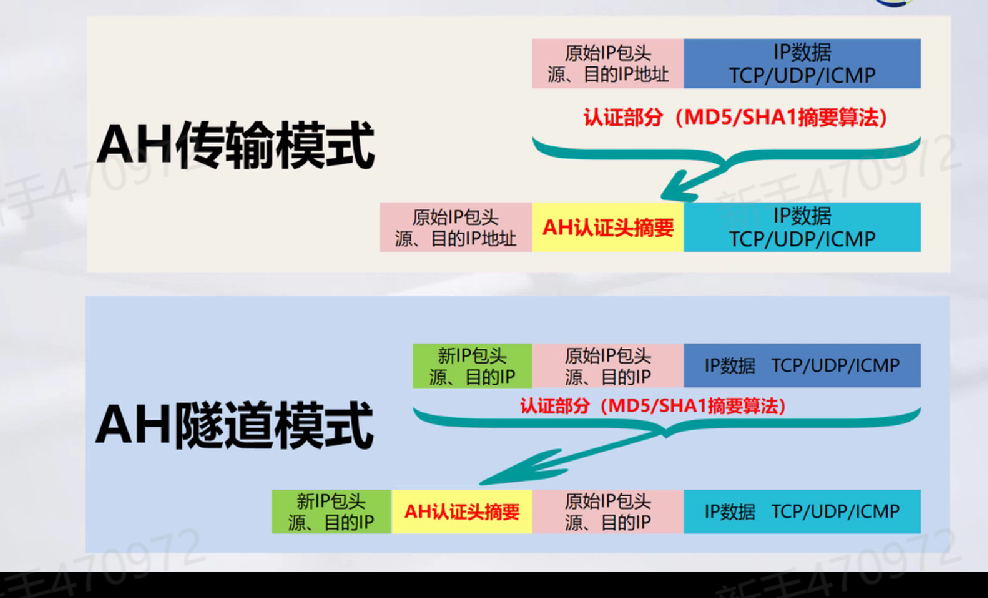 原始IP包头
源、目的IP地址
IP数据
TCP/UDP/ICMP
认证部分（MD5/SHA1摘要算法）
AH传输模式
原始IP包头
源、目的IP地址
AH认证头摘要
IP数据
TCP/UDP/ICMP
新IP包头
源、目的IP
原始IP包头
源、目的IP
IP数据 TCP/UDP/ICMP
认证部分（MD5/SHA1摘要算法）
AH隧道模式
新IP包头
源、目的IP
AH认证头摘要
原始IP包头
源、目的IP
IP数据 TCP/UDP/ICMP
新手470972
新手470972
新手470972
新手470972